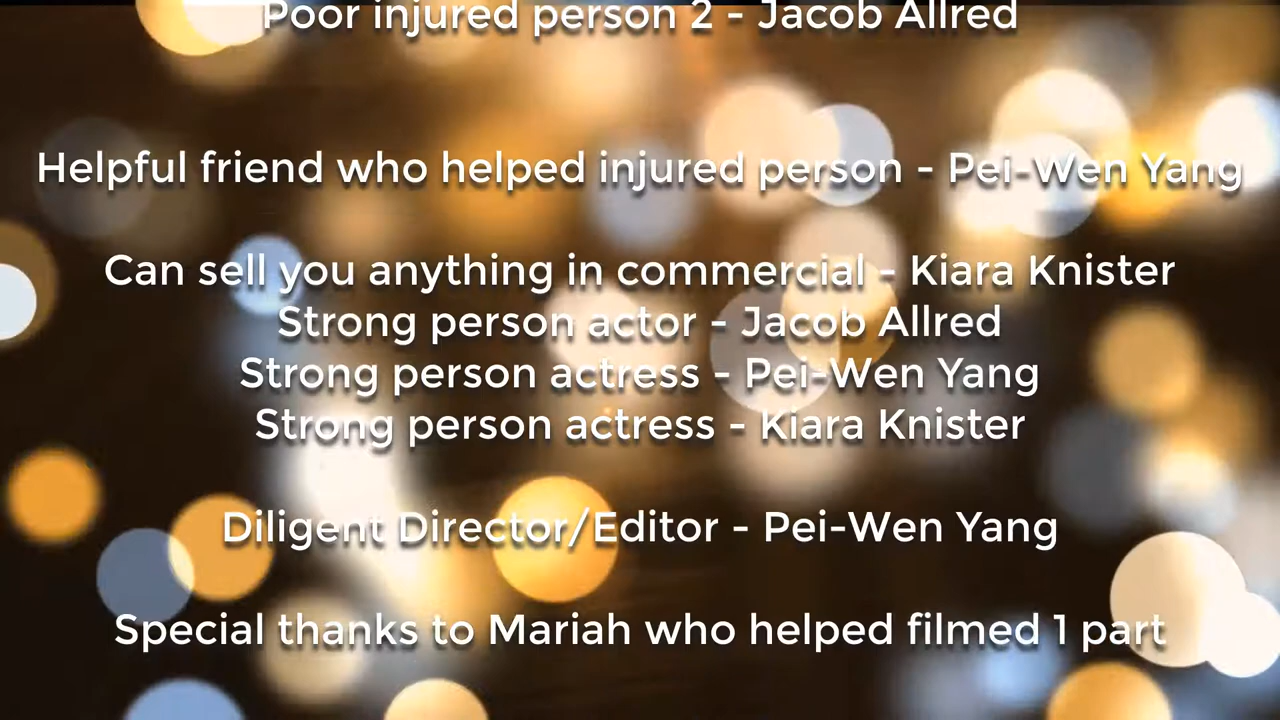 Poor injured person 2 - Jacob Allred
Helpful friend who helped injured person - Pei-Wen Yang
Can sell you anything in commercial - Kiara Knister
Strong person actor - Jacob Allred
Strong person actress - Pei-Wen Yang
Strong person actress - Kiara Knister
Diligent Director/Editor - Pei-Wen Yang
Special thanks to Mariah who helped filmed 1 part